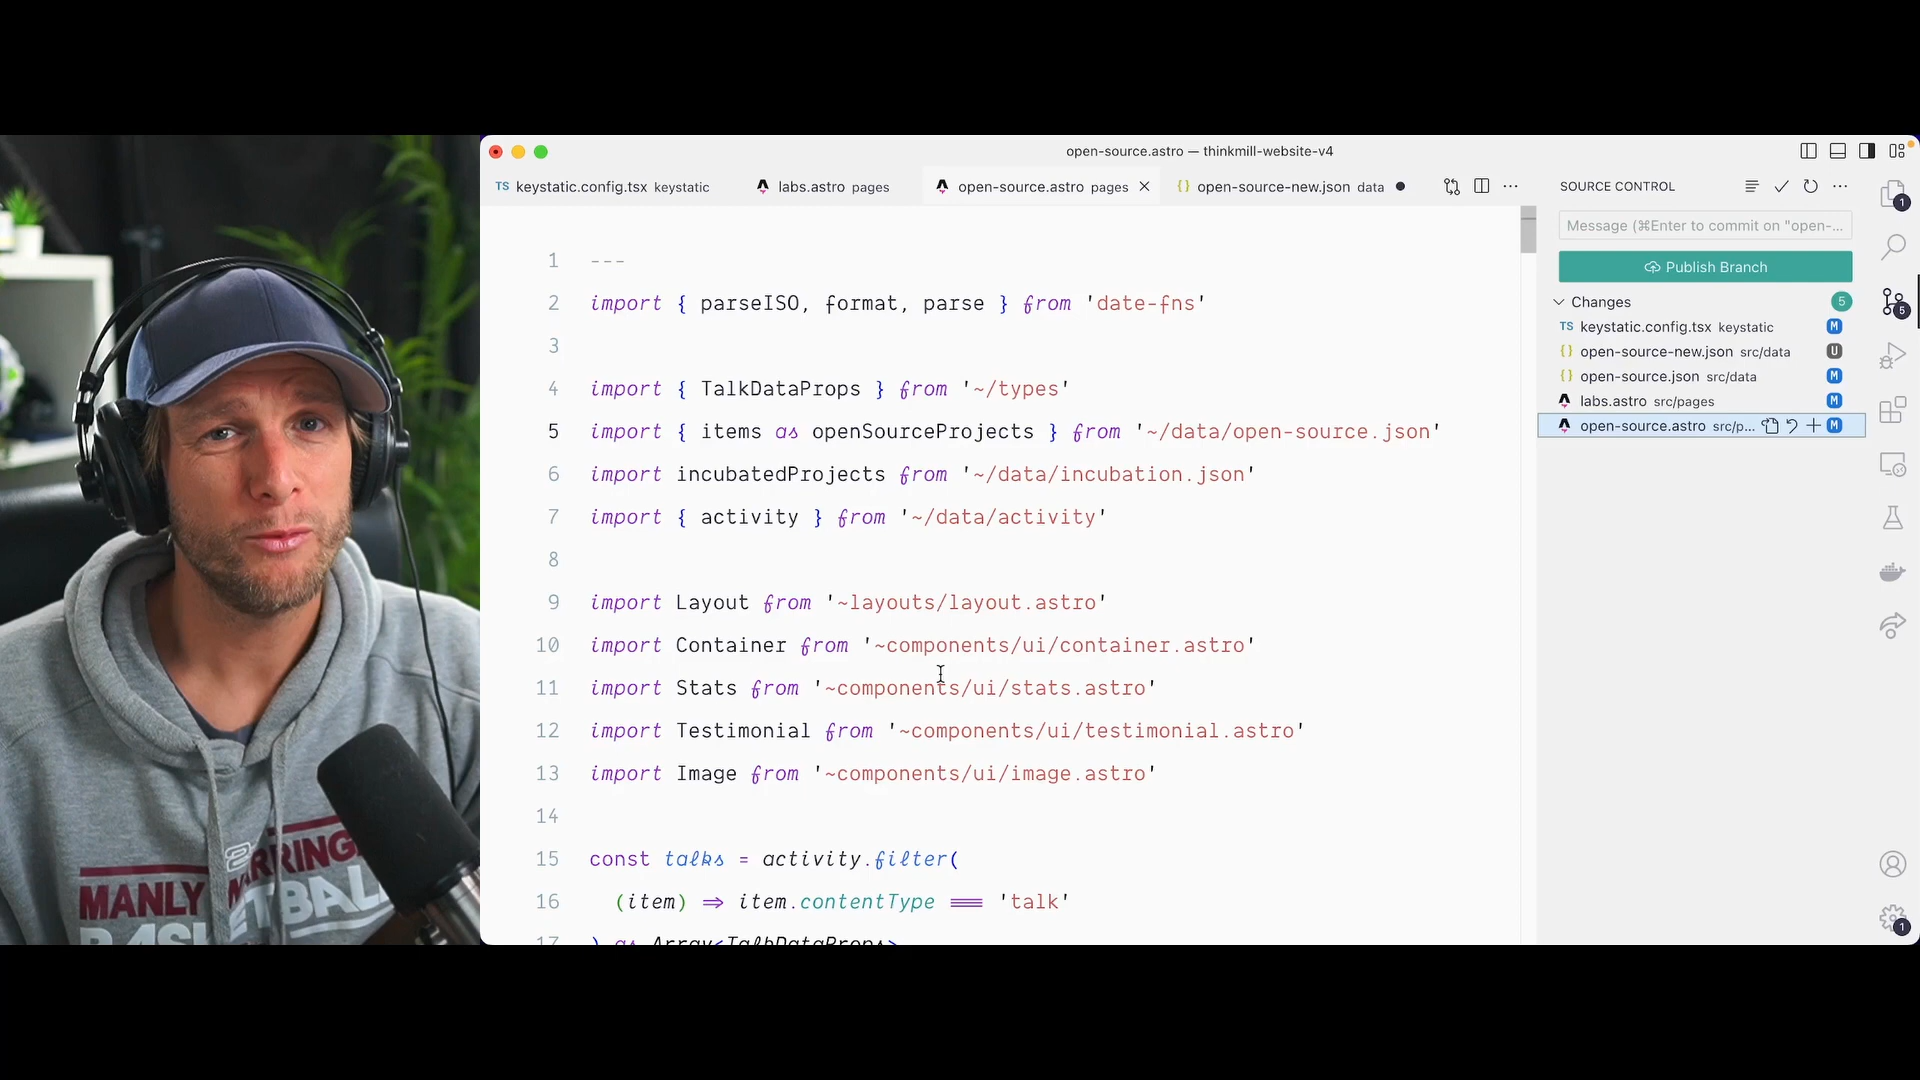 open-source.astro — thinkmill-website-v4
TS keystatic.config.tsx keystatic
labs.astro pages
open-source.astro pages
{} open-source-new.json data
SOURCE CONTROL
Message (⌘Enter to commit on "open-...
Publish Branch
Changes 5
TS keystatic.config.tsx keystatic M
{} open-source-new.json src/data U
{} open-source.json src/data M
labs.astro src/pages M
open-source.astro src/p... M
1
5
1
1 ---
2 import { parseISO, format, parse } from 'date-fns'
3
4 import { TalkDataProps } from '~/types'
5 import { items as openSourceProjects } from '~/data/open-source.json'
6 import incubatedProjects from '~/data/incubation.json'
7 import { activity } from '~/data/activity'
8
9 import Layout from '~layouts/layout.astro'
10 import Container from '~components/ui/container.astro'
11 import Stats from '~components/ui/stats.astro'
12 import Testimonial from '~components/ui/testimonial.astro'
13 import Image from '~components/ui/image.astro'
14
15 const talks = activity.filter(
16 (item) => item.contentType === 'talk'
17 ) as Array<TalkDataProps>
MANLY